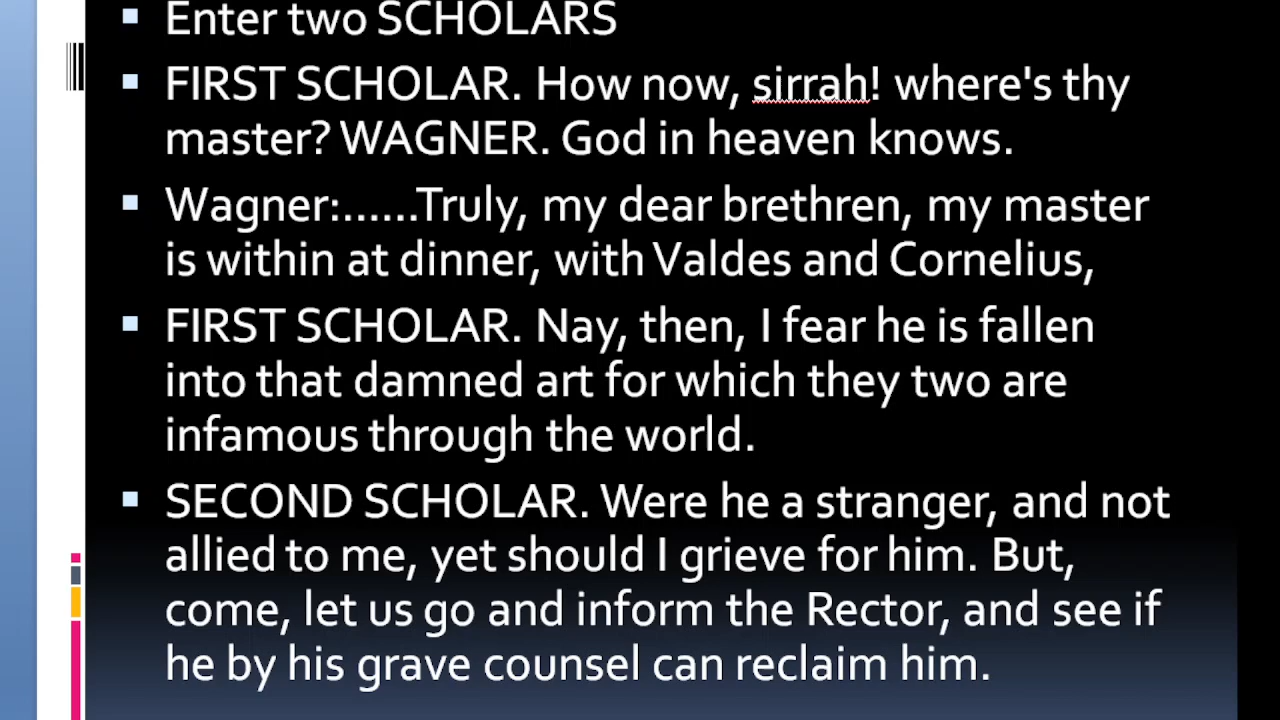 Enter two SCHOLARS
FIRST SCHOLAR. How now, sirrah! where's thy
master? WAGNER. God in heaven knows.
Wagner:......Truly, my dear brethren, my master
is within at dinner, with Valdes and Cornelius,
FIRST SCHOLAR. Nay, then, I fear he is fallen
into that damned art for which they two are
infamous through the world.
SECOND SCHOLAR. Were he a stranger, and not
allied to me, yet should I grieve for him. But,
come, let us go and inform the Rector, and see if
he by his grave counsel can reclaim him.